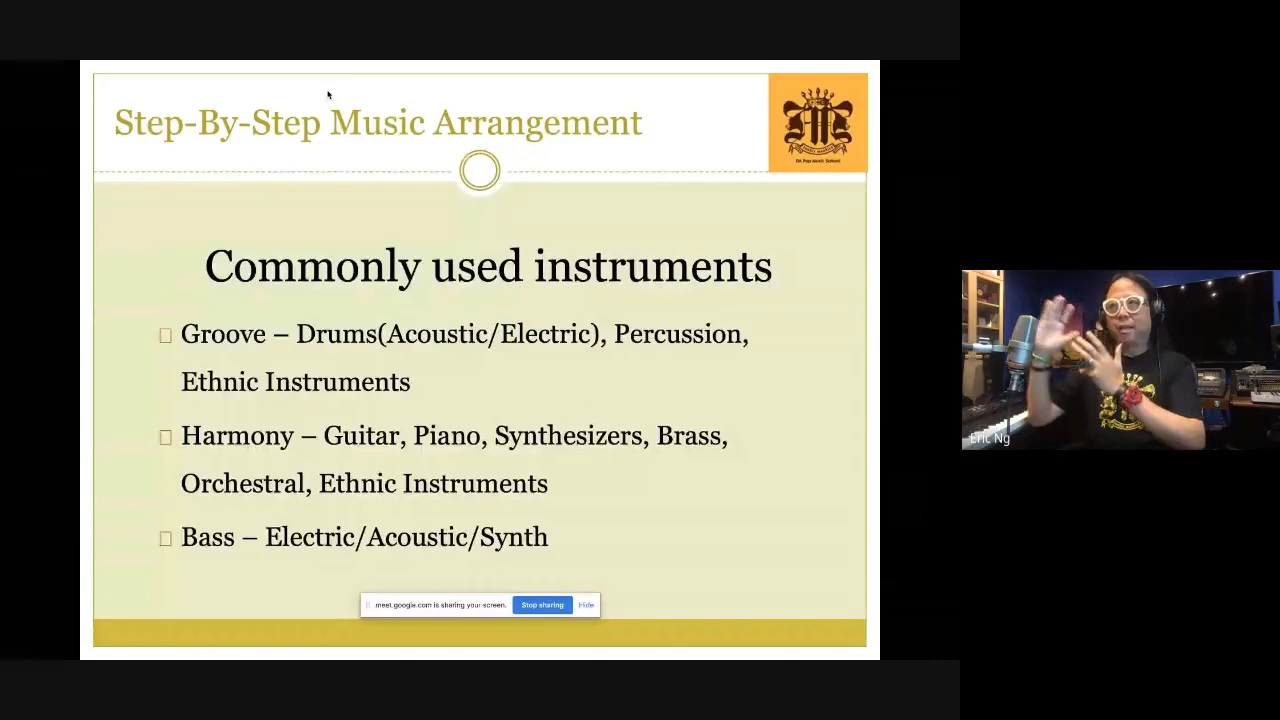 Step-By-Step Music Arrangement
Commonly used instruments
Groove – Drums(Acoustic/Electric), Percussion,
Ethnic Instruments
Harmony – Guitar, Piano, Synthesizers, Brass,
Orchestral, Ethnic Instruments
Bass – Electric/Acoustic/Synth
meet.google.com is sharing your screen. Stop sharing Hide
Eric Ng